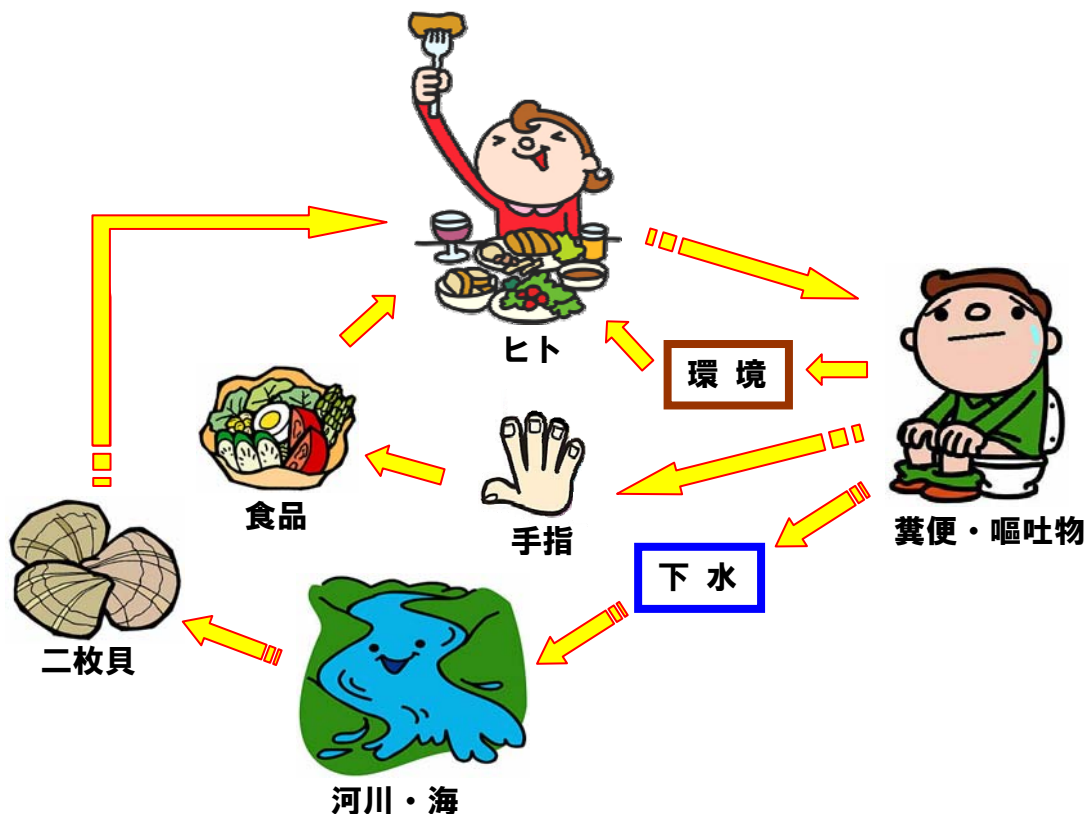 ヒト
環境
食品
手指
糞便・嘔吐物
下水
二枚貝
河川・海